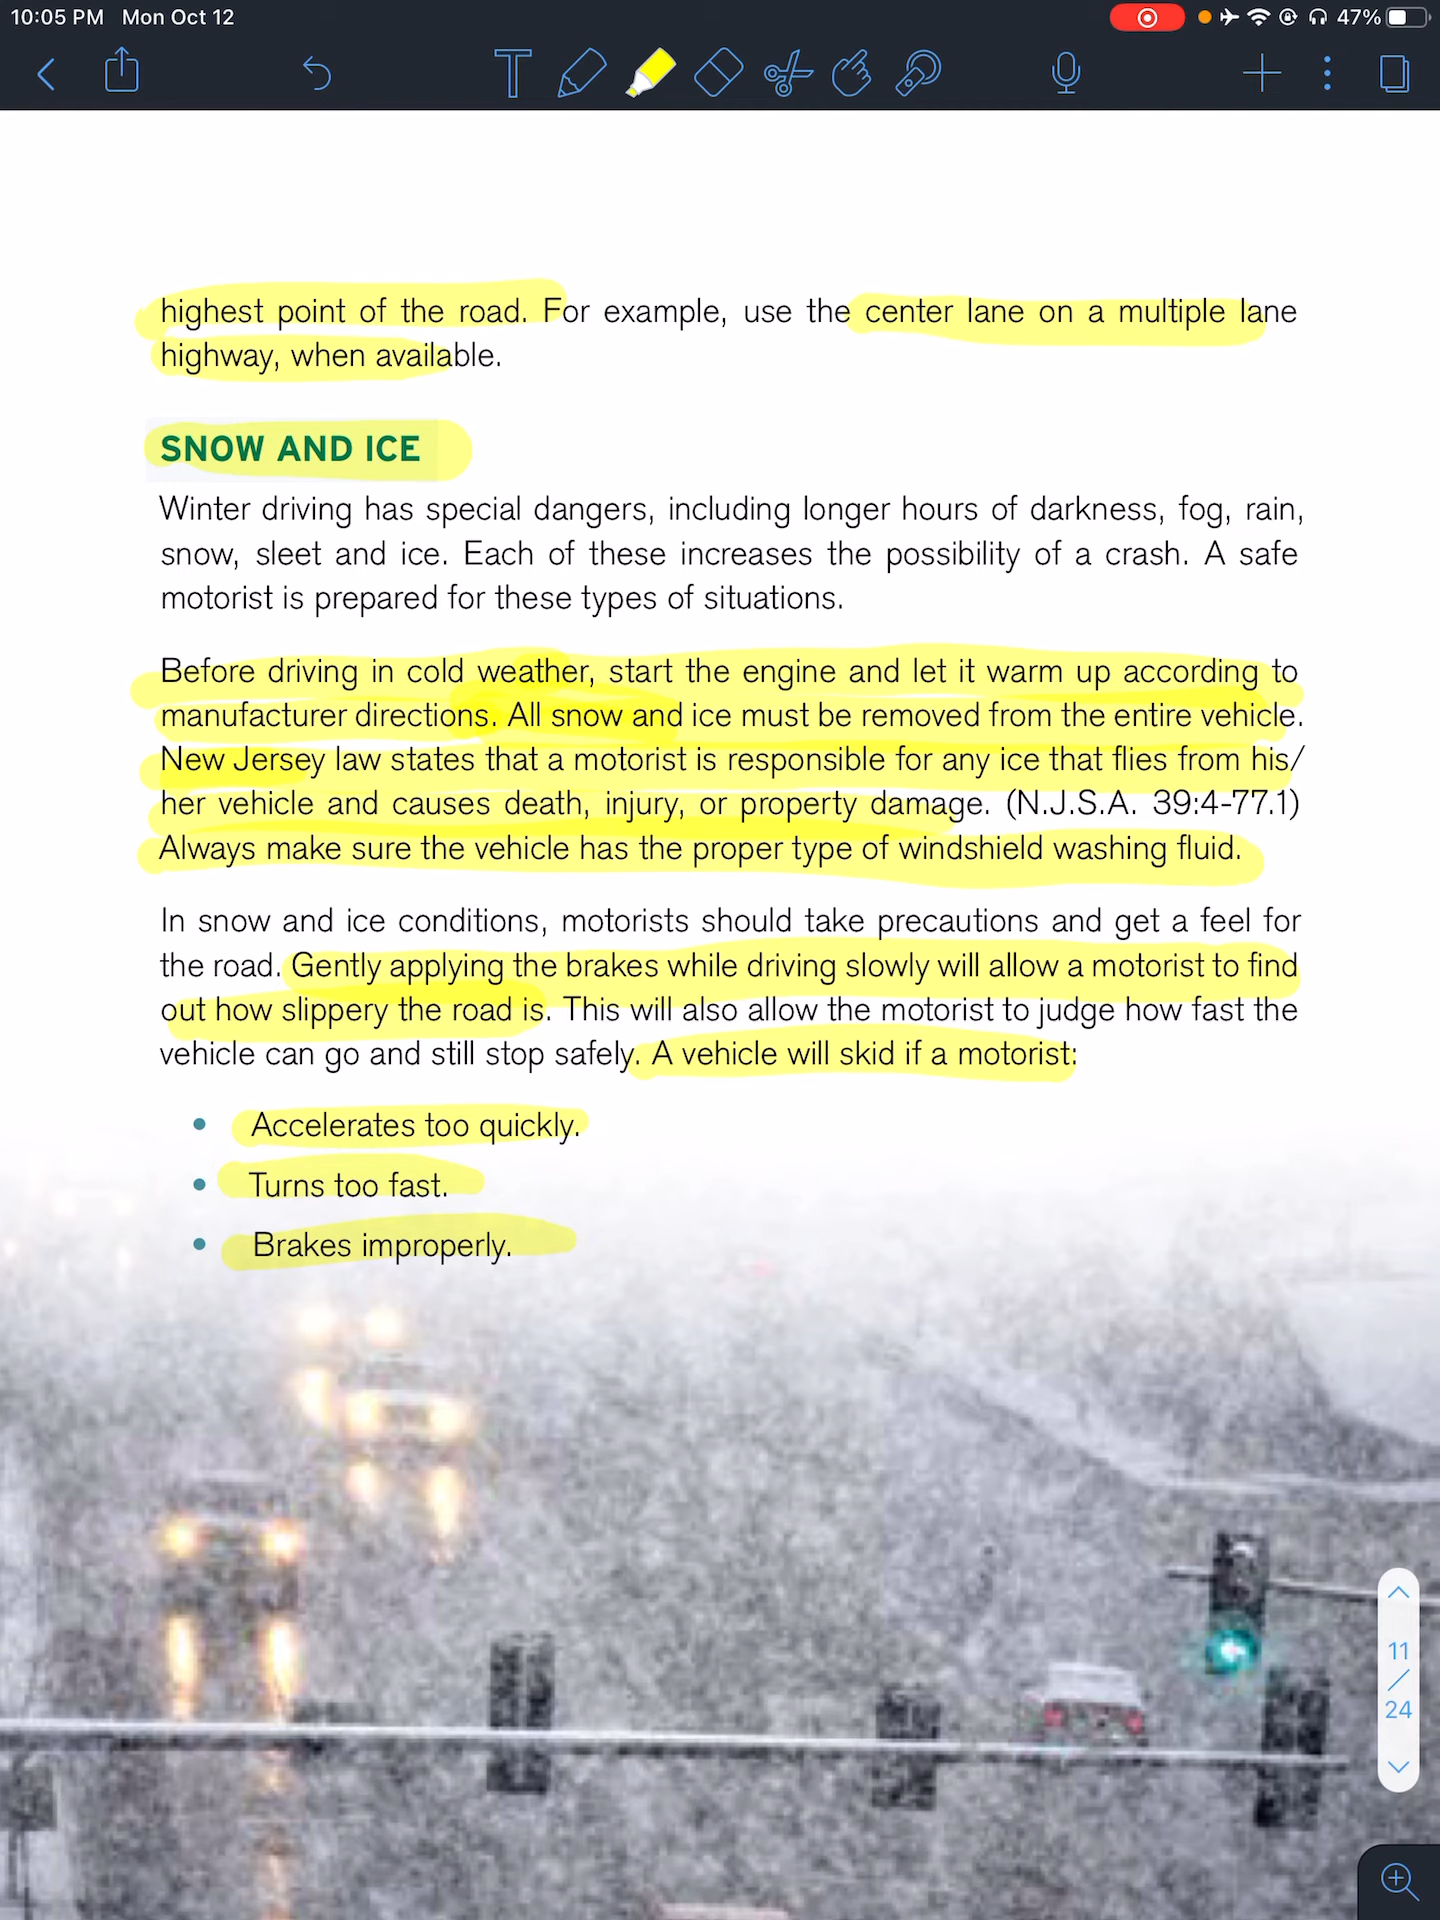 10:05 PM Mon Oct 12
47%
highest point of the road. For example, use the center lane on a multiple lane
highway, when available.
SNOW AND ICE
Winter driving has special dangers, including longer hours of darkness, fog, rain,
snow, sleet and ice. Each of these increases the possibility of a crash. A safe
motorist is prepared for these types of situations.
Before driving in cold weather, start the engine and let it warm up according to
manufacturer directions. All snow and ice must be removed from the entire vehicle.
New Jersey law states that a motorist is responsible for any ice that flies from his/
her vehicle and causes death, injury, or property damage. (N.J.S.A. 39:4-77.1)
Always make sure the vehicle has the proper type of windshield washing fluid.
In snow and ice conditions, motorists should take precautions and get a feel for
the road. Gently applying the brakes while driving slowly will allow a motorist to find
out how slippery the road is. This will also allow the motorist to judge how fast the
vehicle can go and still stop safely. A vehicle will skid if a motorist:
• Accelerates too quickly.
• Turns too fast.
• Brakes improperly.
11
/
24